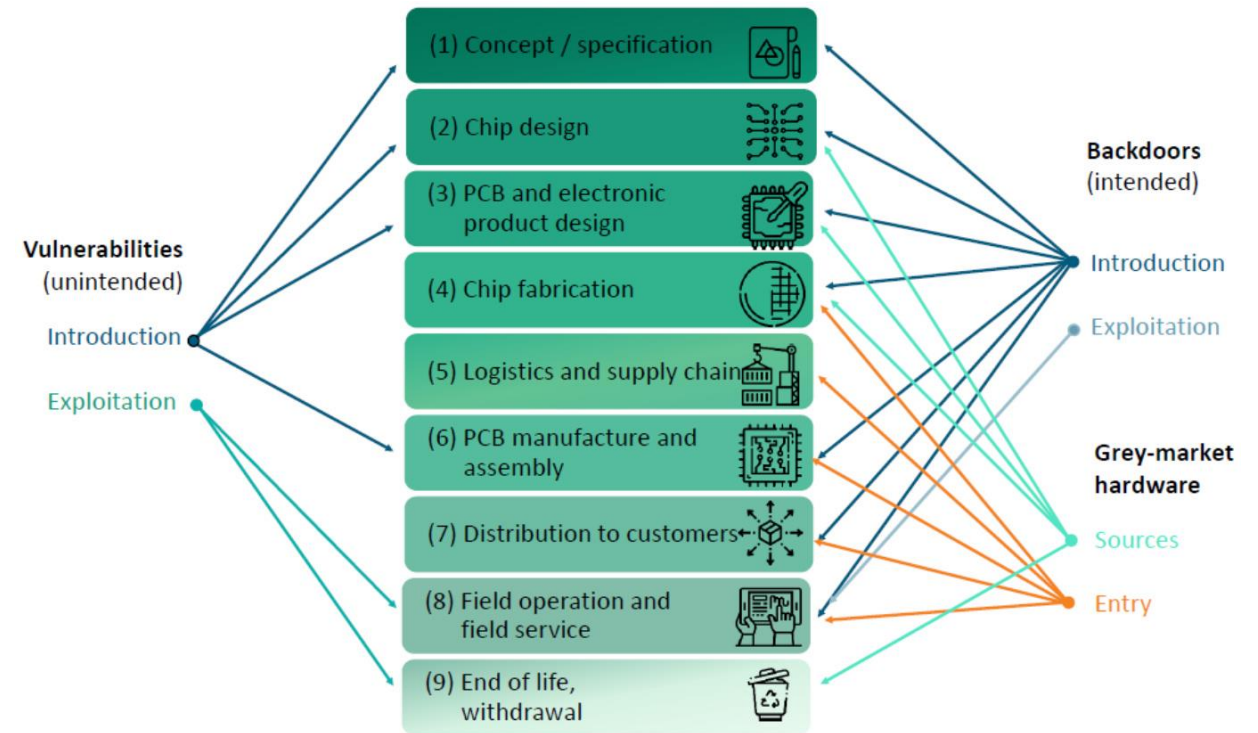 (1) Concept / specification
(2) Chip design
(3) PCB and electronic
product design
(4) Chip fabrication
(5) Logistics and supply chain
(6) PCB manufacture and
assembly
(7) Distribution to customers
(8) Field operation and
field service
(9) End of life,
withdrawal
Vulnerabilities
(unintended)
Introduction
Exploitation
Backdoors
(intended)
Introduction
Exploitation
Grey-market
hardware
Sources
Entry